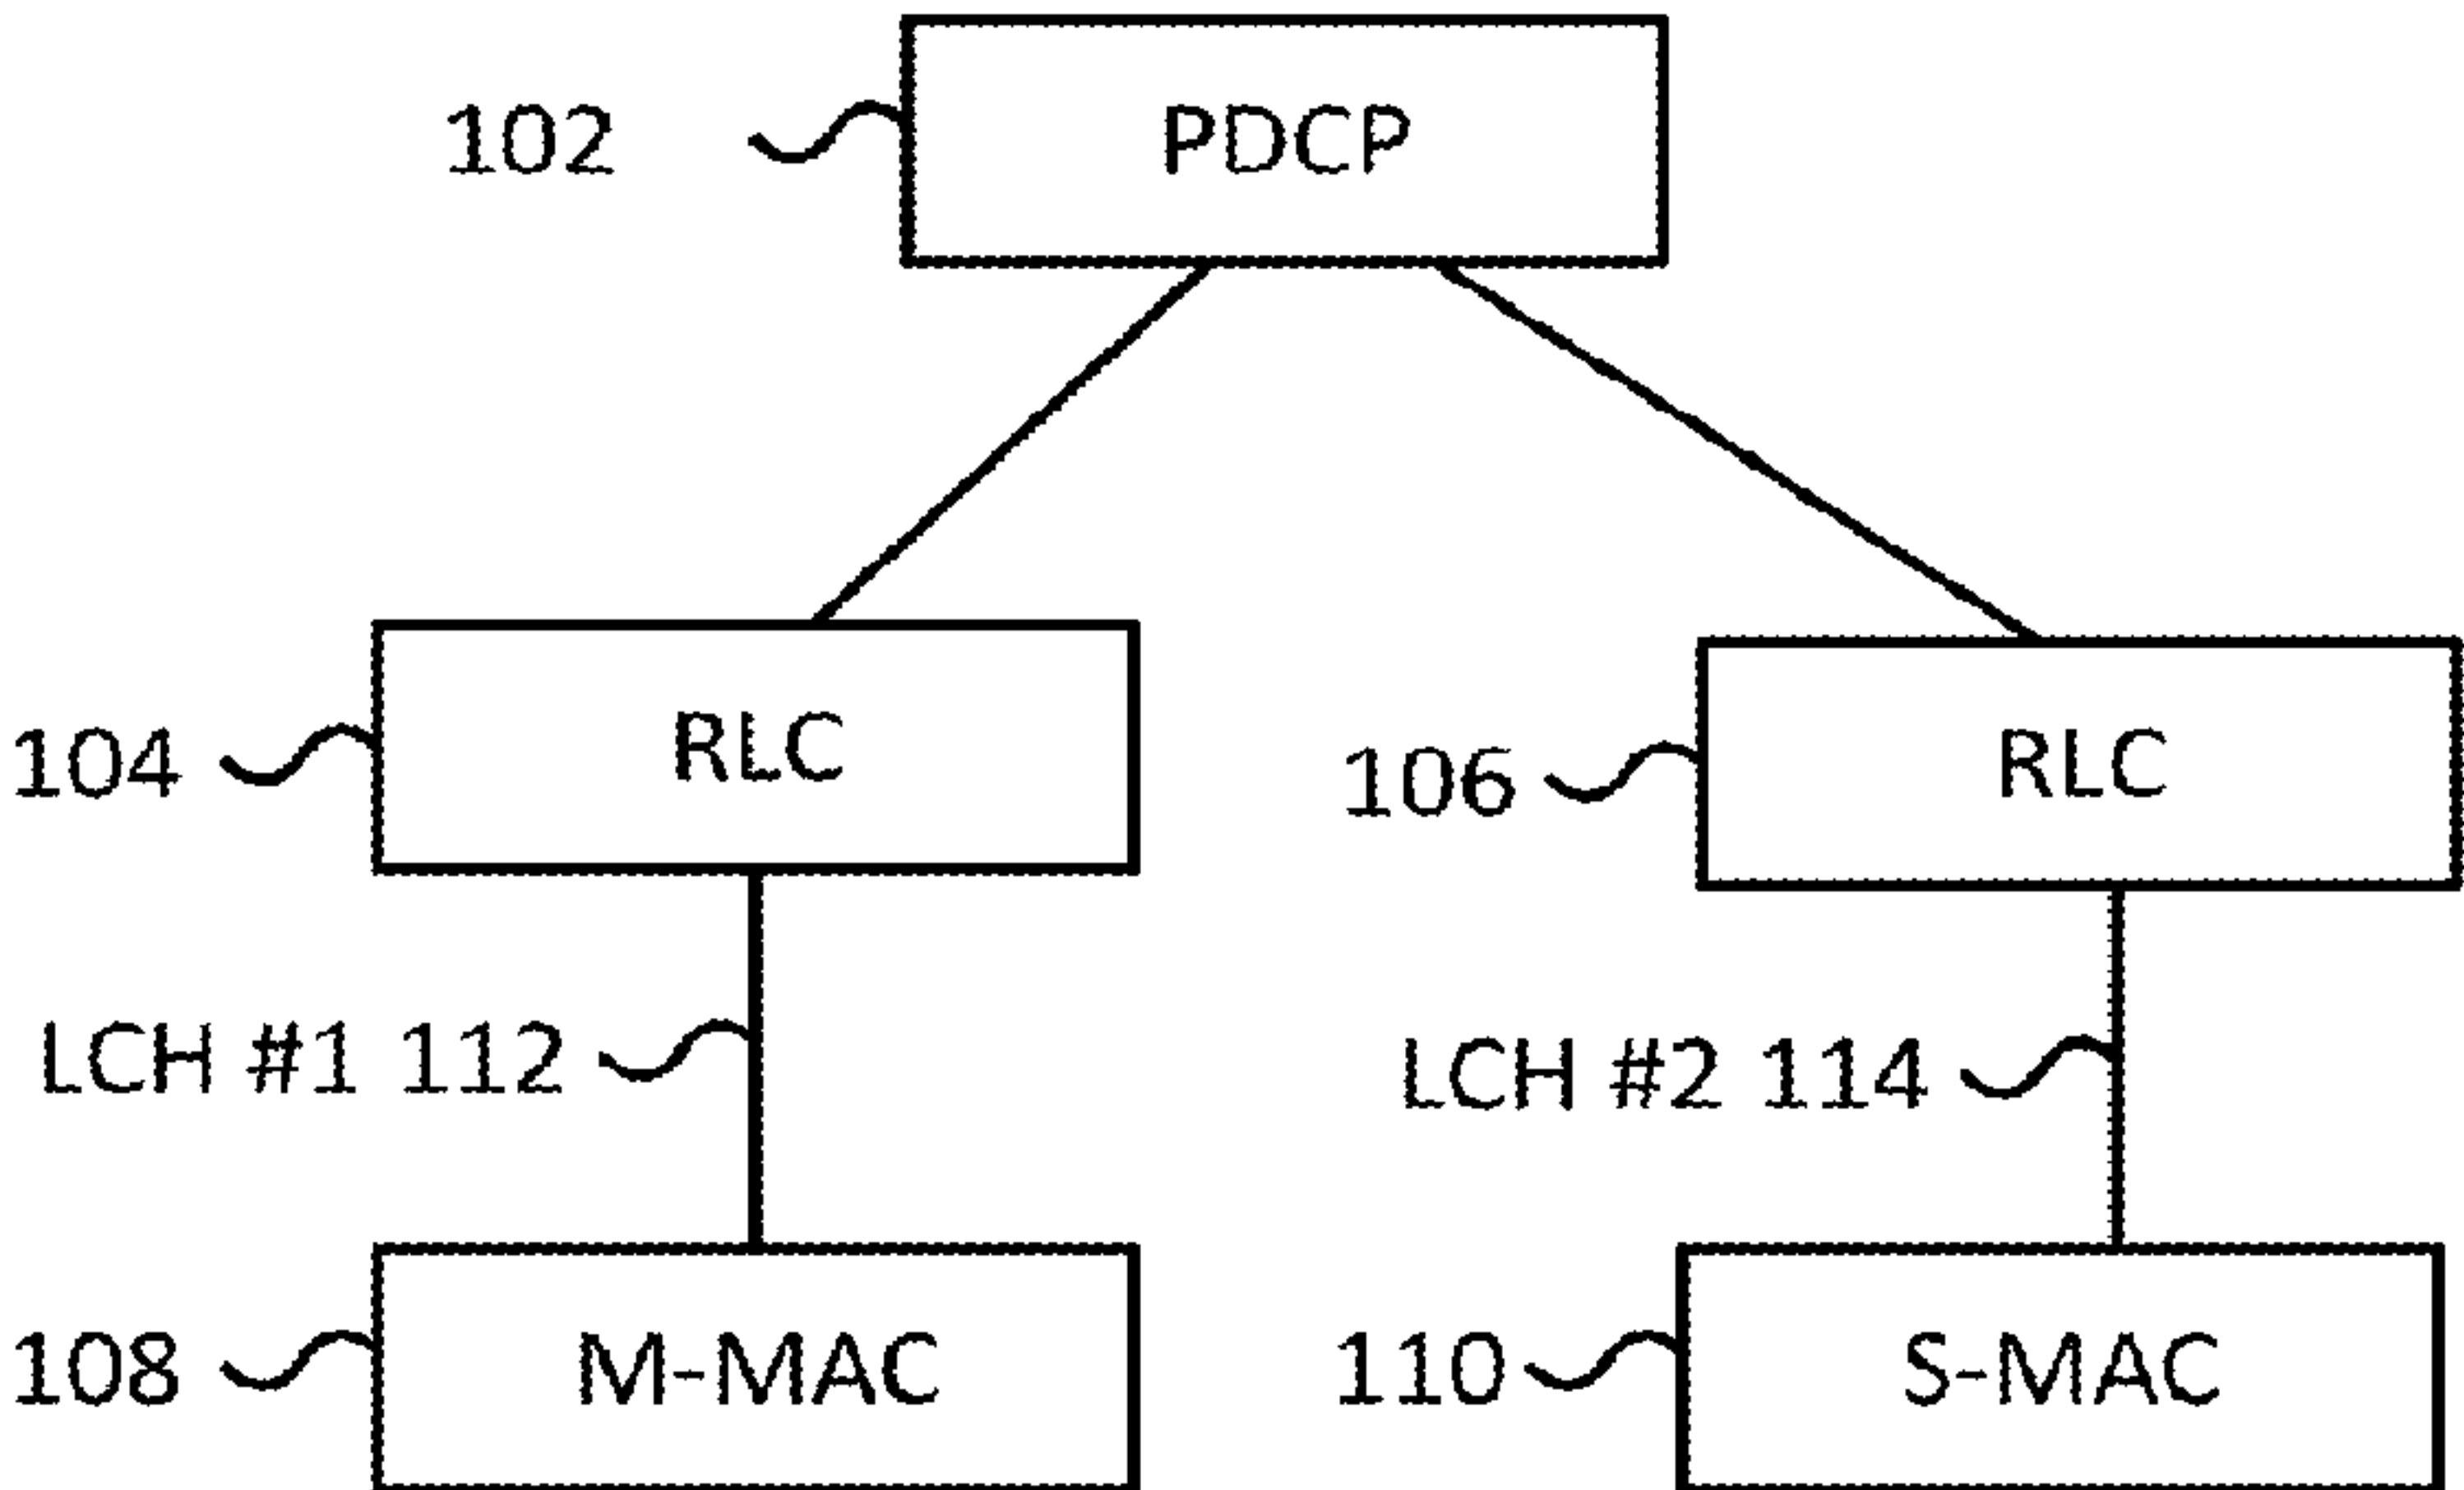 102 PDCP
104 RLC
106 RLC
LCH #1 112
LCH #2 114
108 M-MAC
110 S-MAC